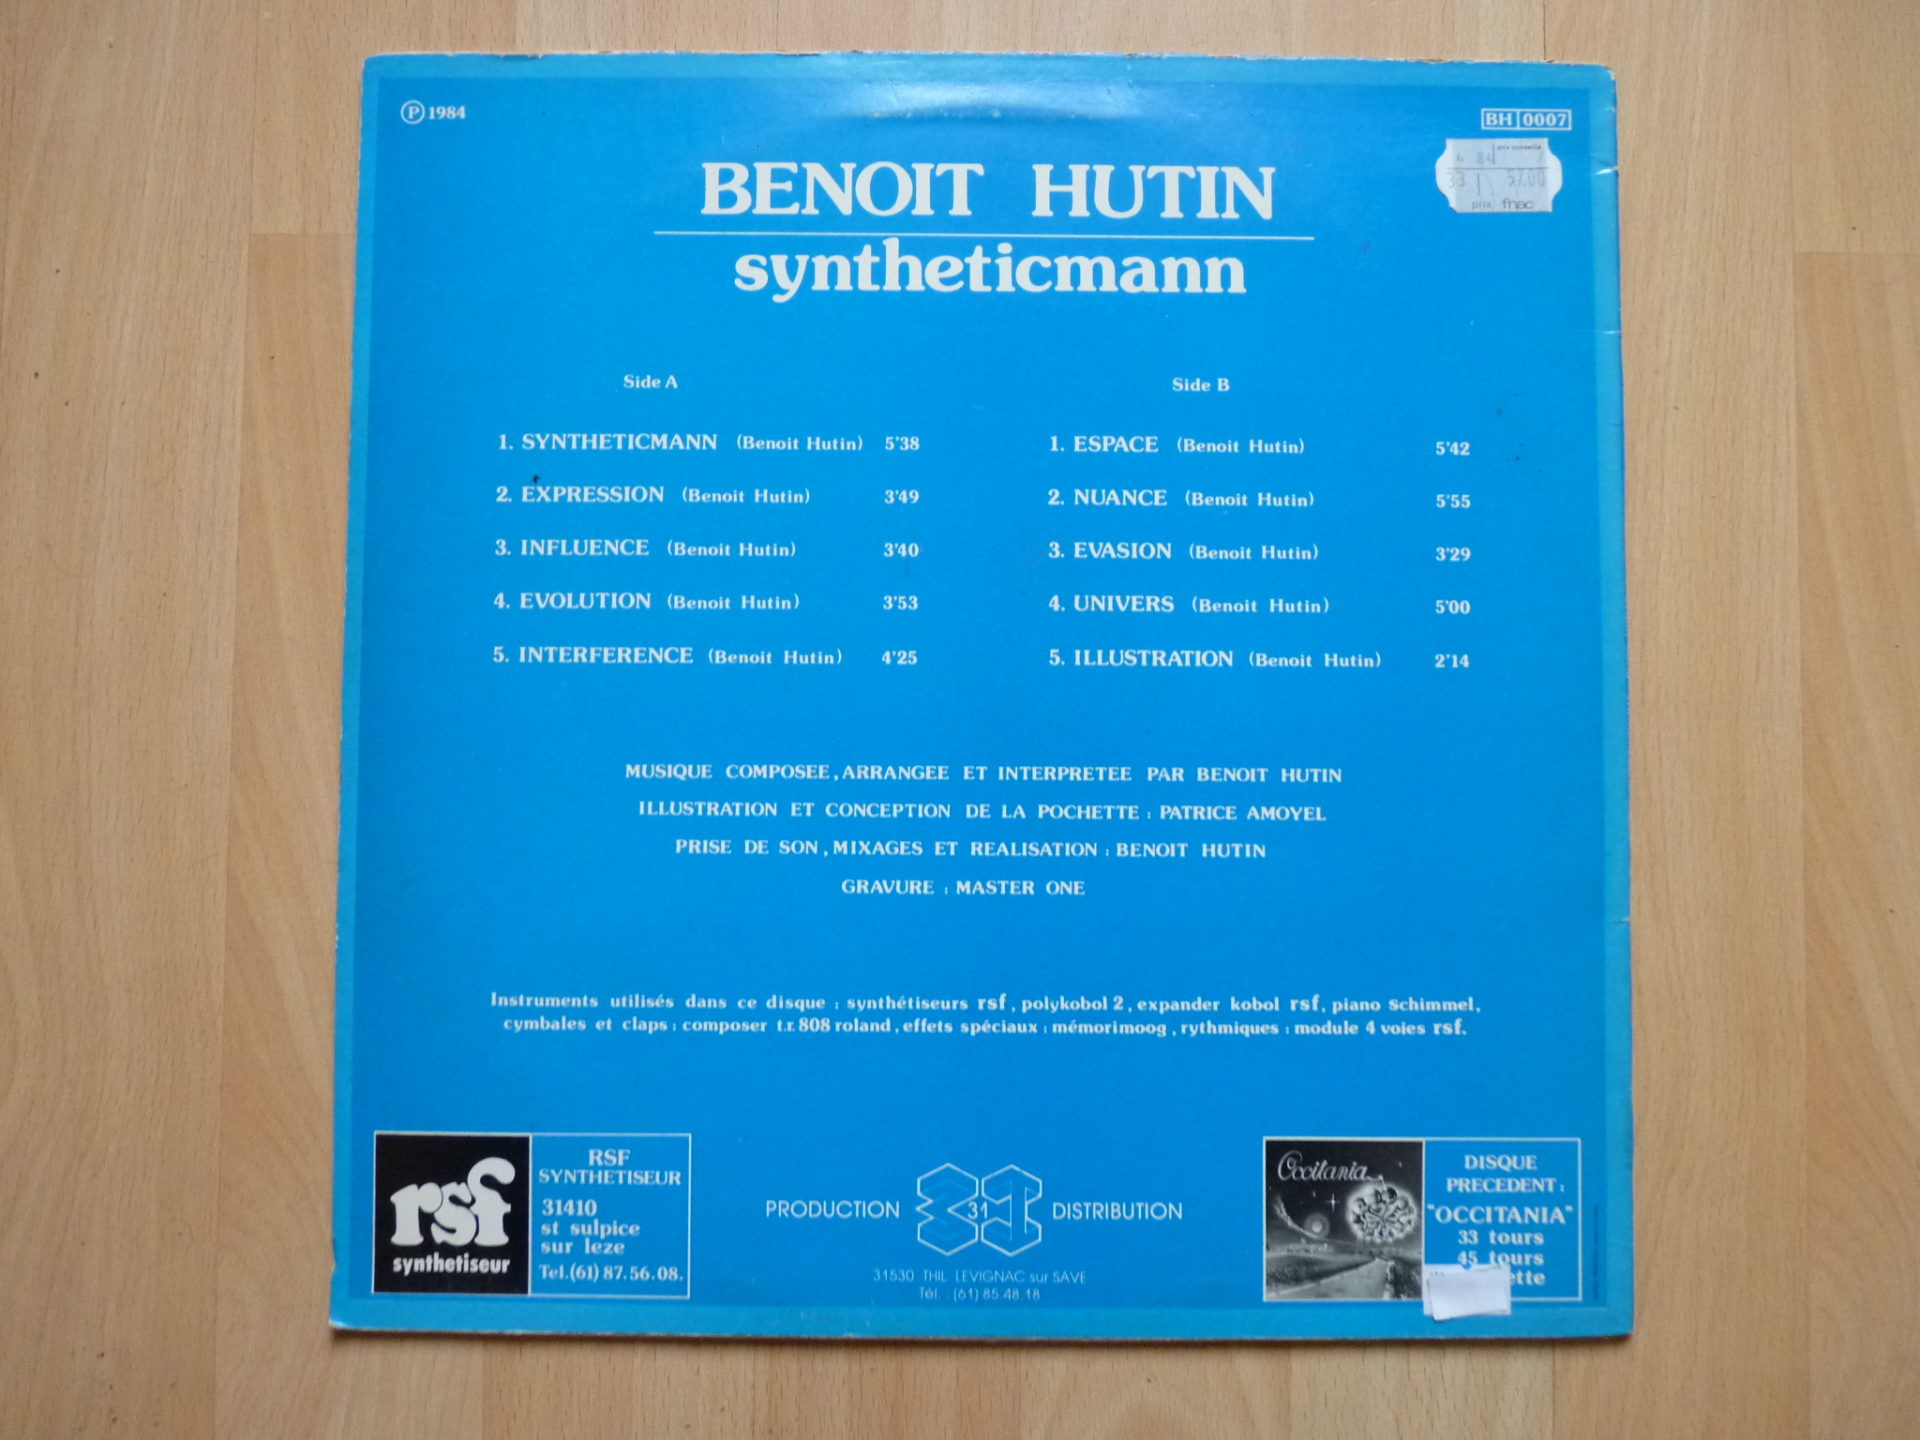 Ⓟ 1984
BH 0007
prix fnac
BENOIT HUTIN
syntheticmann
Side A
1. SYNTHETICMANN (Benoit Hutin) 5'38
2. EXPRESSION (Benoit Hutin) 3'49
3. INFLUENCE (Benoit Hutin) 3'40
4. EVOLUTION (Benoit Hutin) 3'53
5. INTERFERENCE (Benoit Hutin) 4'25
Side B
1. ESPACE (Benoit Hutin) 5'42
2. NUANCE (Benoit Hutin) 5'55
3. EVASION (Benoit Hutin) 3'29
4. UNIVERS (Benoit Hutin) 5'00
5. ILLUSTRATION (Benoit Hutin) 2'14
MUSIQUE COMPOSEE, ARRANGEE ET INTERPRETEE PAR BENOIT HUTIN
ILLUSTRATION ET CONCEPTION DE LA POCHETTE : PATRICE AMOYEL
PRISE DE SON, MIXAGES ET REALISATION : BENOIT HUTIN
GRAVURE : MASTER ONE
Instruments utilisés dans ce disque : synthétiseurs rsf, polykobol 2, expander kobol rsf, piano schimmel,
cymbales et claps : composer t.r. 808 roland, effets spéciaux : mémorimoog, rythmiques : module 4 voies rsf.
rsf
synthetiseur
RSF
SYNTHETISEUR
31410
st sulpice
sur leze
Tel.(61) 87.56.08.
PRODUCTION 31 DISTRIBUTION
31530 THIL LEVIGNAC sur SAVE
Tél. : (61) 85 48 18
Occitania
DISQUE
PRECEDENT :
"OCCITANIA"
33 tours
45 tours